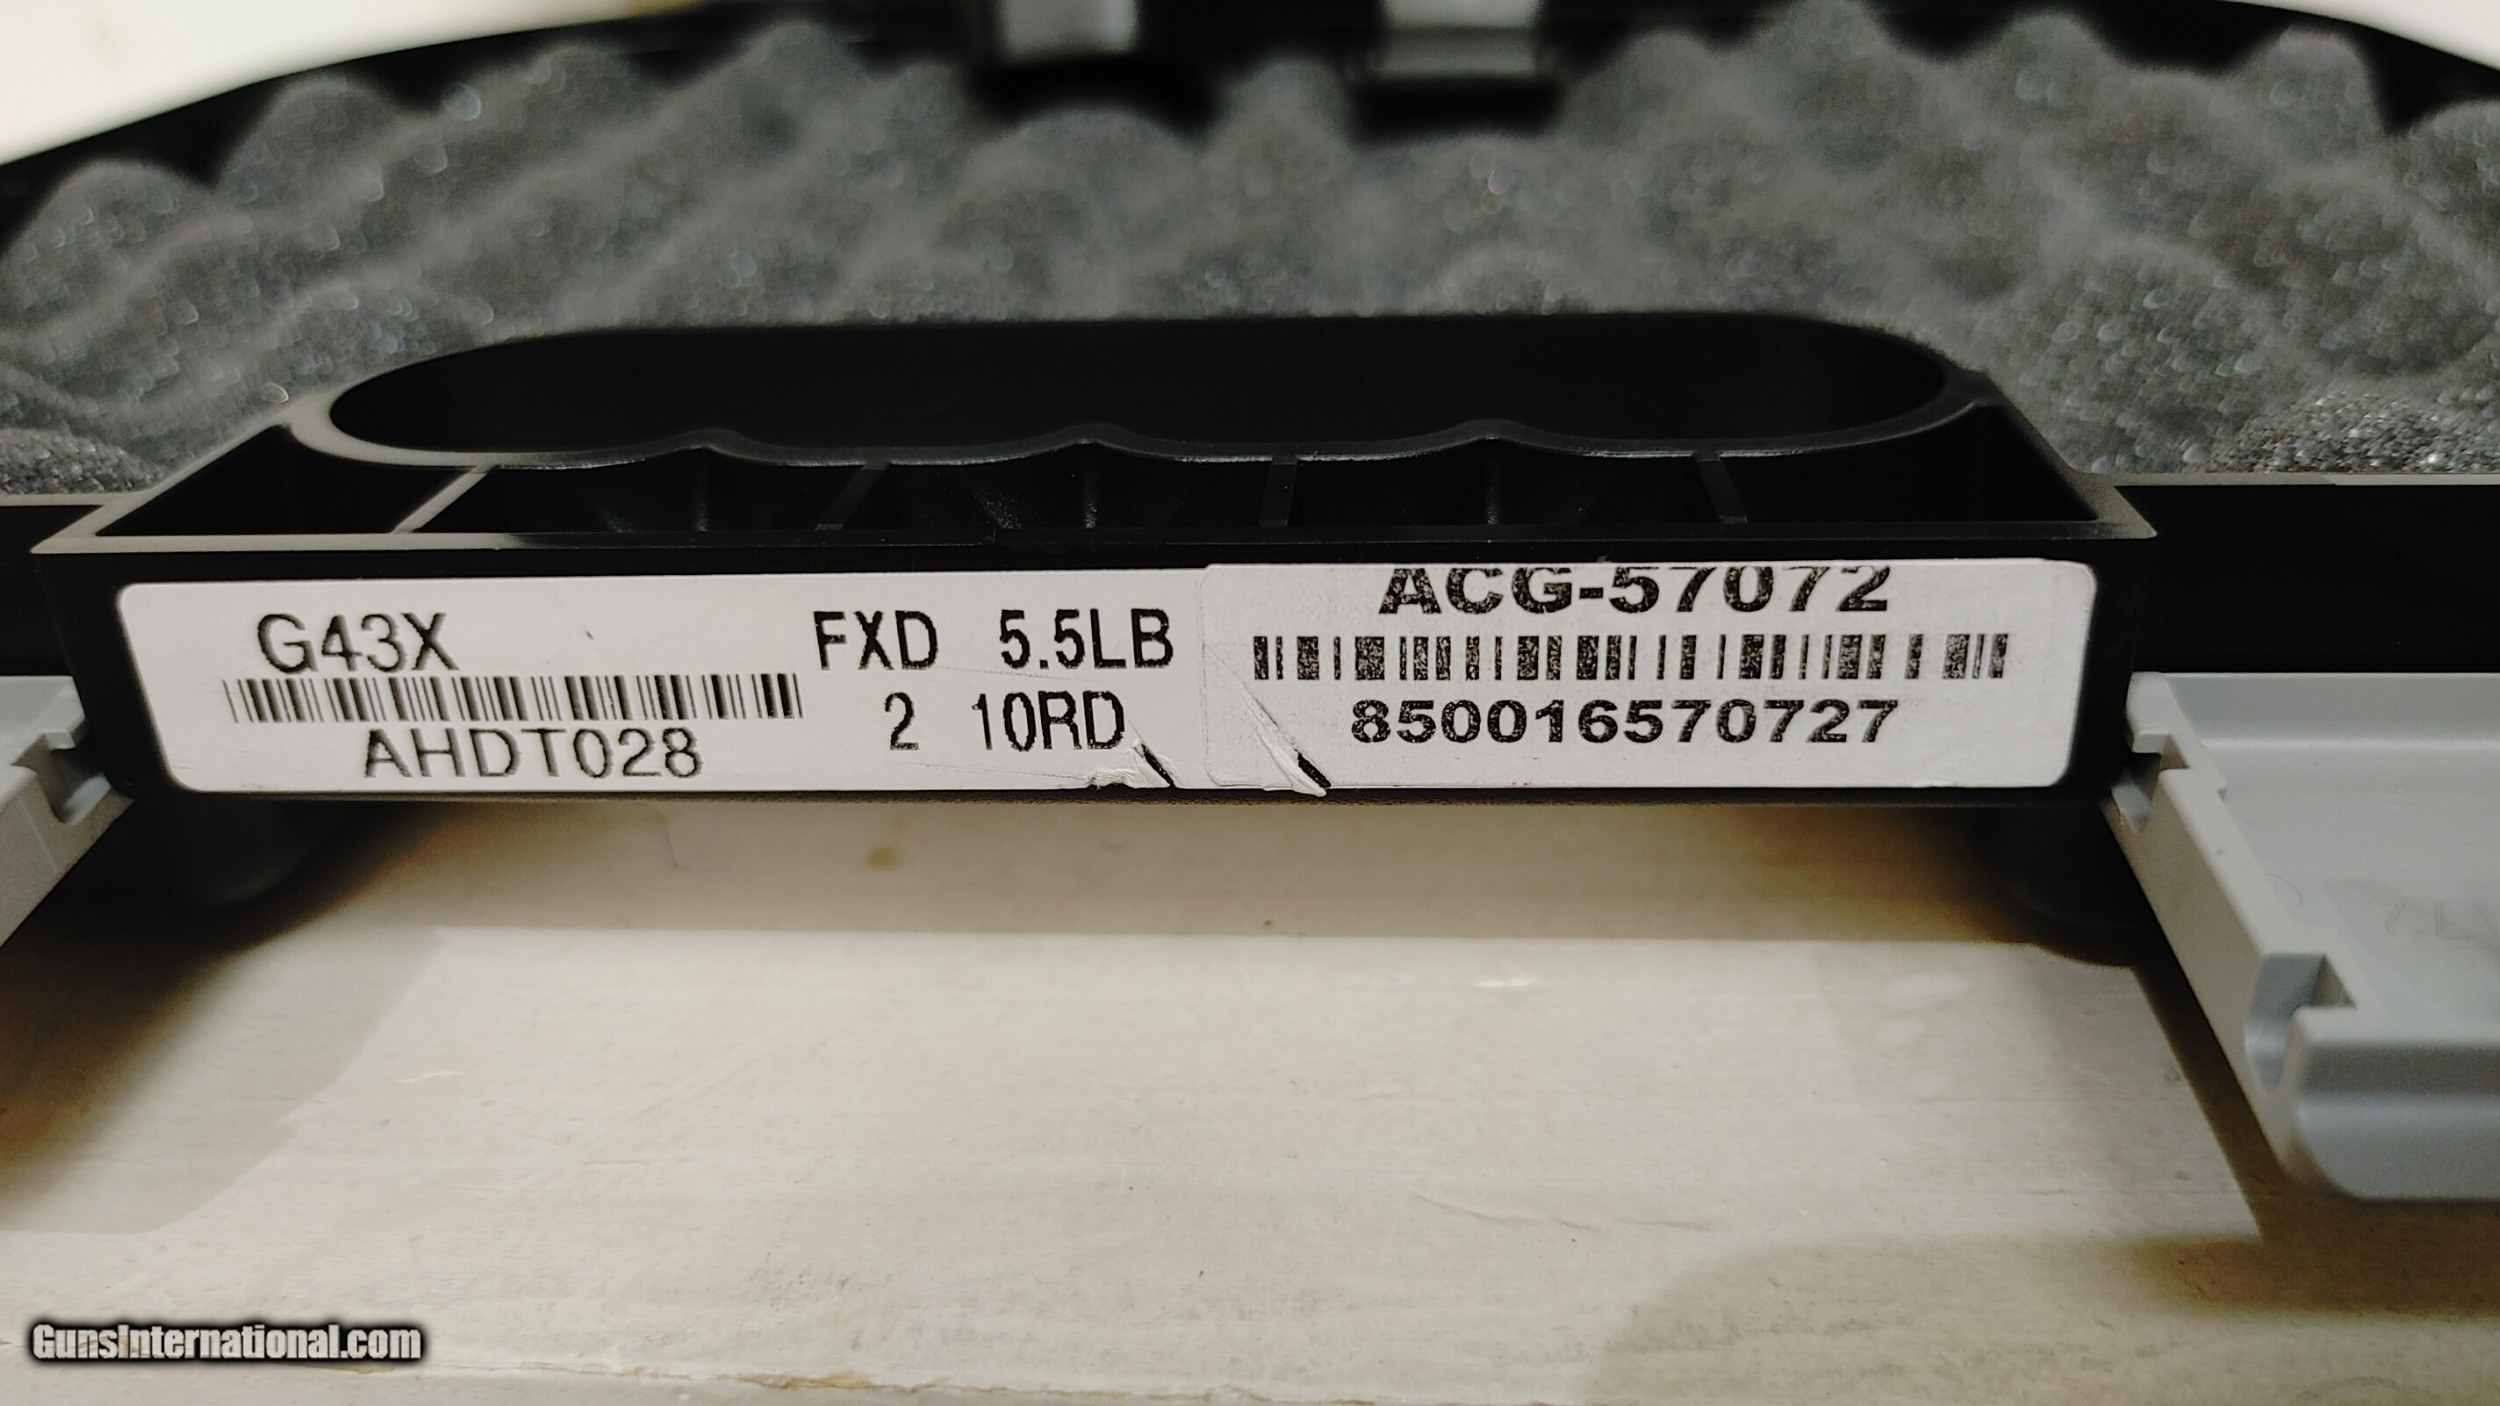 G43X
AHDT028
FXD 5.5LB
2 10RD
ACG-57072
850016570727
GunsInternational.com